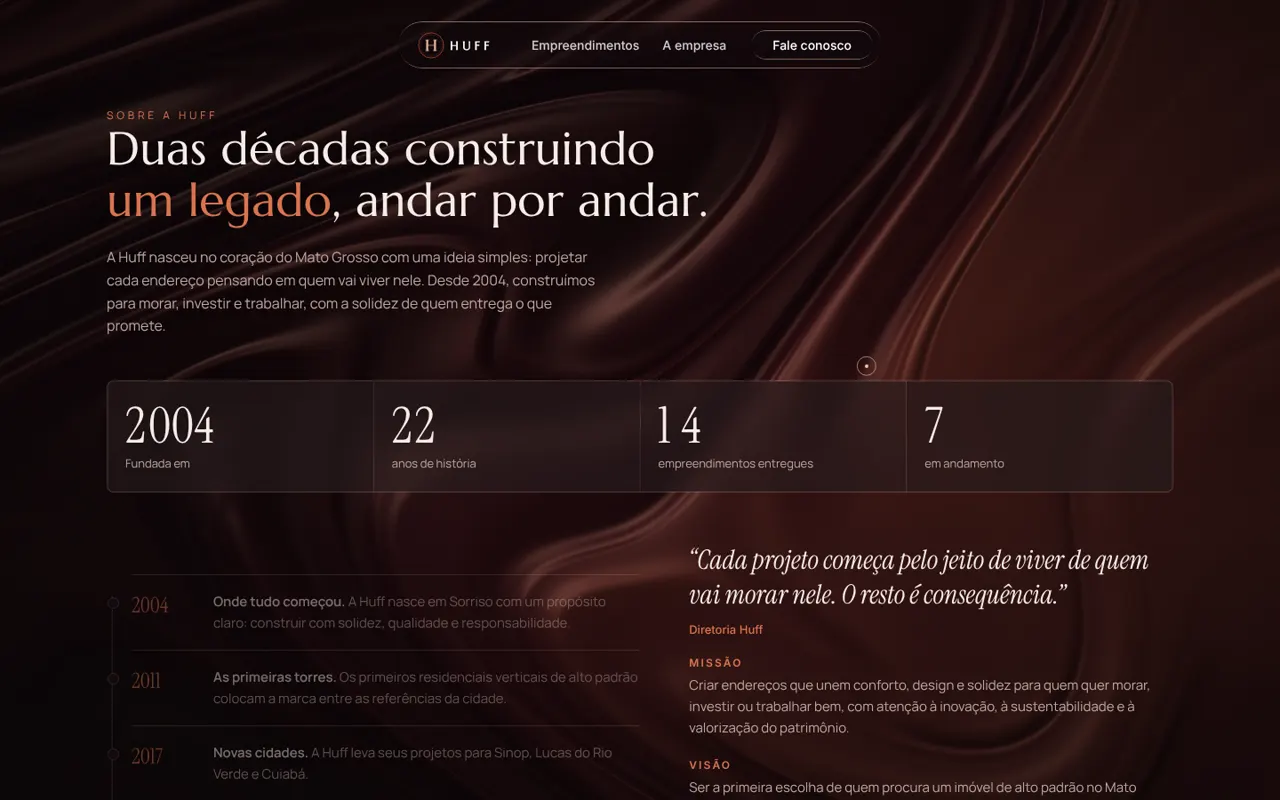 H HUFF Empreendimentos A empresa Fale conosco
SOBRE A HUFF
Duas décadas construindo
um legado, andar por andar.
A Huff nasceu no coração do Mato Grosso com uma ideia simples: projetar
cada endereço pensando em quem vai viver nele. Desde 2004, construímos
para morar, investir e trabalhar, com a solidez de quem entrega o que
promete.
2004
Fundada em
22
anos de história
14
empreendimentos entregues
7
em andamento
2004
Onde tudo começou. A Huff nasce em Sorriso com um propósito
claro: construir com solidez, qualidade e responsabilidade.
2011
As primeiras torres. Os primeiros residenciais verticais de alto padrão
colocam a marca entre as referências da cidade.
2017
Novas cidades. A Huff leva seus projetos para Sinop, Lucas do Rio
Verde e Cuiabá.
“Cada projeto começa pelo jeito de viver de quem
vai morar nele. O resto é consequência.”
Diretoria Huff
MISSÃO
Criar endereços que unem conforto, design e solidez para quem quer morar,
investir ou trabalhar bem, com atenção à inovação, à sustentabilidade e à
valorização do patrimônio.
VISÃO
Ser a primeira escolha de quem procura um imóvel de alto padrão no Mato